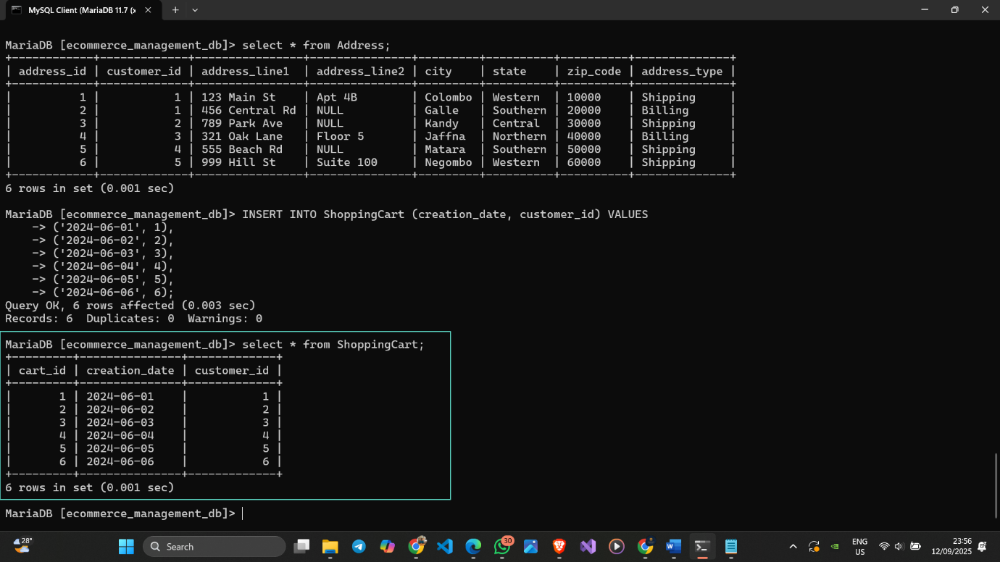 MySQL Client (MariaDB 11.7 (x
MariaDB [ecommerce_management_db]> select * from Address;
+------------+-------------+----------------+---------------+---------+----------+----------+--------------+
| address_id | customer_id | address_line1  | address_line2 | city    | state    | zip_code | address_type |
+------------+-------------+----------------+---------------+---------+----------+----------+--------------+
|          1 |           1 | 123 Main St    | Apt 4B        | Colombo | Western  | 10000    | Shipping     |
|          2 |           1 | 456 Central Rd | NULL          | Galle   | Southern | 20000    | Billing      |
|          3 |           2 | 789 Park Ave   | NULL          | Kandy   | Central  | 30000    | Shipping     |
|          4 |           3 | 321 Oak Lane   | Floor 5       | Jaffna  | Northern | 40000    | Billing      |
|          5 |           4 | 555 Beach Rd   | NULL          | Matara  | Southern | 50000    | Shipping     |
|          6 |           5 | 999 Hill St    | Suite 100     | Negombo | Western  | 60000    | Shipping     |
+------------+-------------+----------------+---------------+---------+----------+----------+--------------+
6 rows in set (0.001 sec)
MariaDB [ecommerce_management_db]> INSERT INTO ShoppingCart (creation_date, customer_id) VALUES
    -> ('2024-06-01', 1),
    -> ('2024-06-02', 2),
    -> ('2024-06-03', 3),
    -> ('2024-06-04', 4),
    -> ('2024-06-05', 5),
    -> ('2024-06-06', 6);
Query OK, 6 rows affected (0.003 sec)
Records: 6  Duplicates: 0  Warnings: 0
MariaDB [ecommerce_management_db]> select * from ShoppingCart;
+---------+---------------+-------------+
| cart_id | creation_date | customer_id |
+---------+---------------+-------------+
|       1 | 2024-06-01    |           1 |
|       2 | 2024-06-02    |           2 |
|       3 | 2024-06-03    |           3 |
|       4 | 2024-06-04    |           4 |
|       5 | 2024-06-05    |           5 |
|       6 | 2024-06-06    |           6 |
+---------+---------------+-------------+
6 rows in set (0.001 sec)
MariaDB [ecommerce_management_db]>
28°
Search
30
ENG
US
23:56
12/09/2025